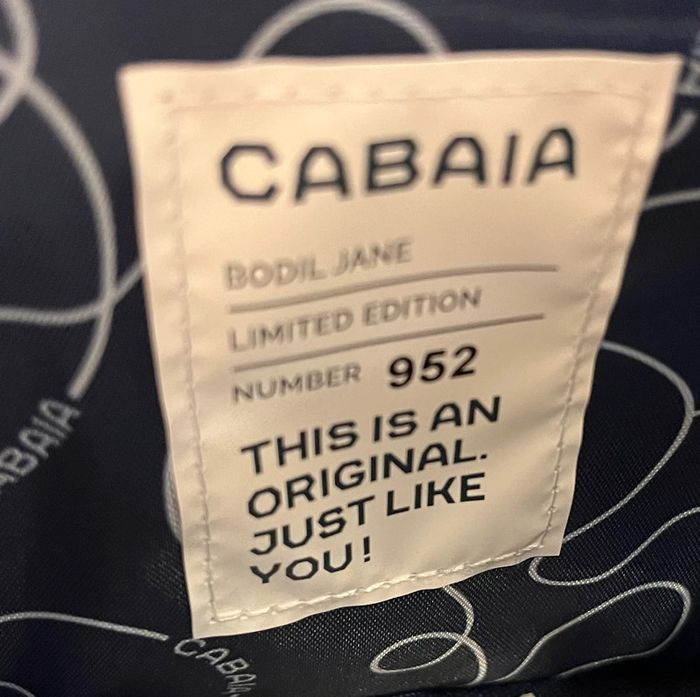 CABAIA
BODIL JANE
LIMITED EDITION
NUMBER 952
THIS IS AN
ORIGINAL.
JUST LIKE
YOU!
CABAIA
CABAIA